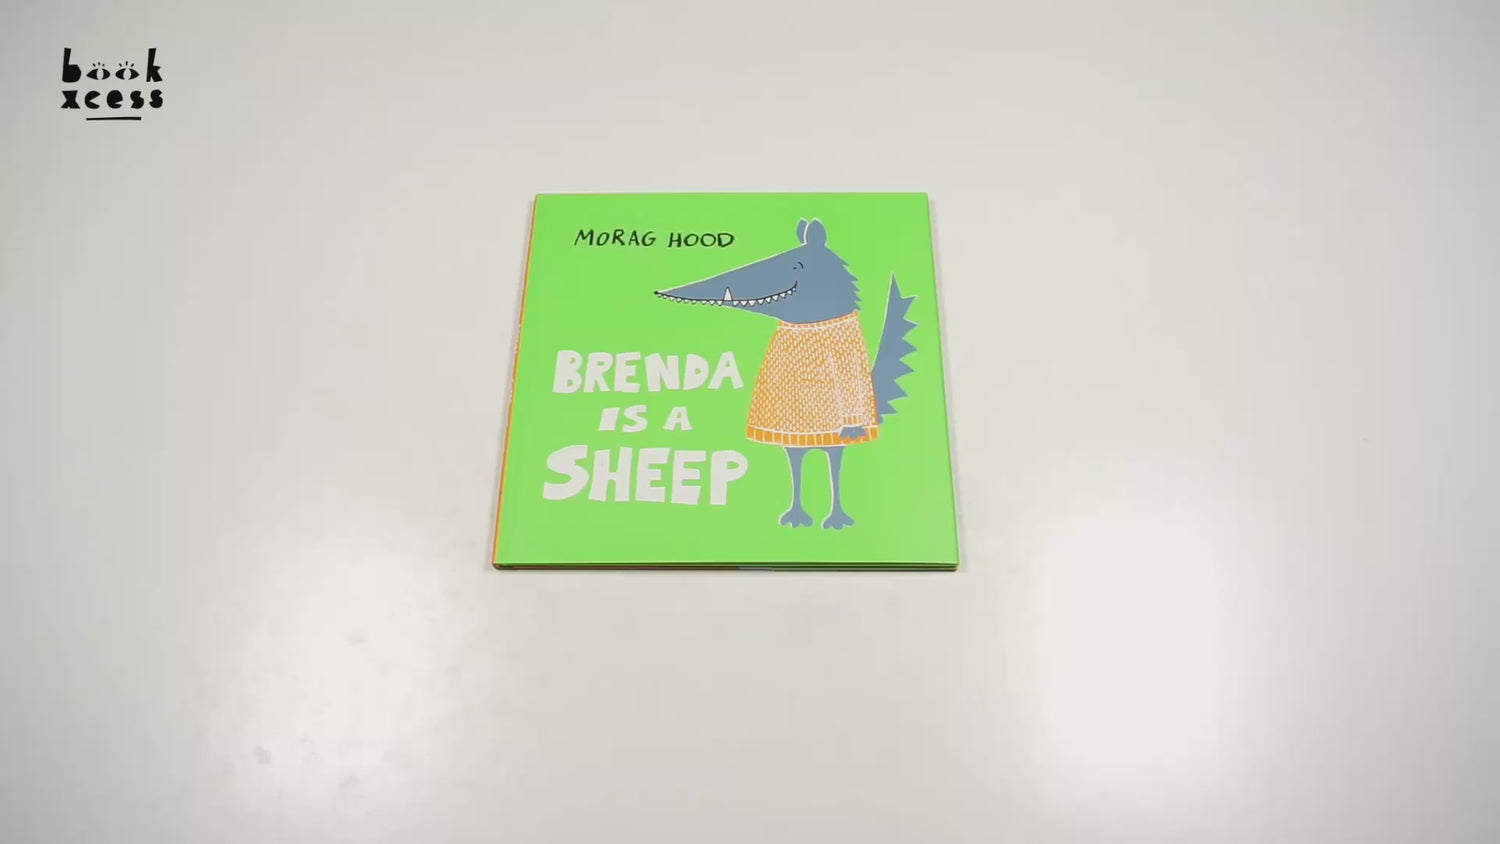 book
xcess
MORAG HOOD
BRENDA
IS A
SHEEP